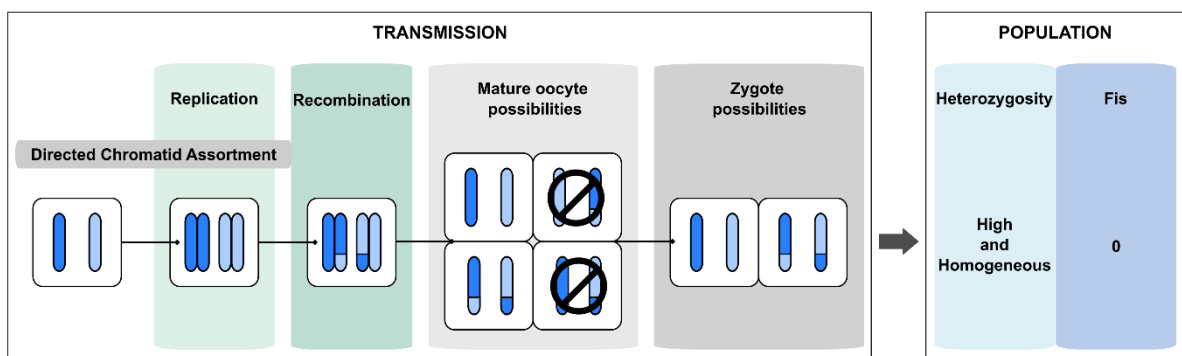 TRANSMISSION
Replication
Recombination
Mature oocyte
possibilities
Zygote
possibilities
Directed Chromatid Assortment
POPULATION
Heterozygosity
Fis
High
and
Homogeneous
0